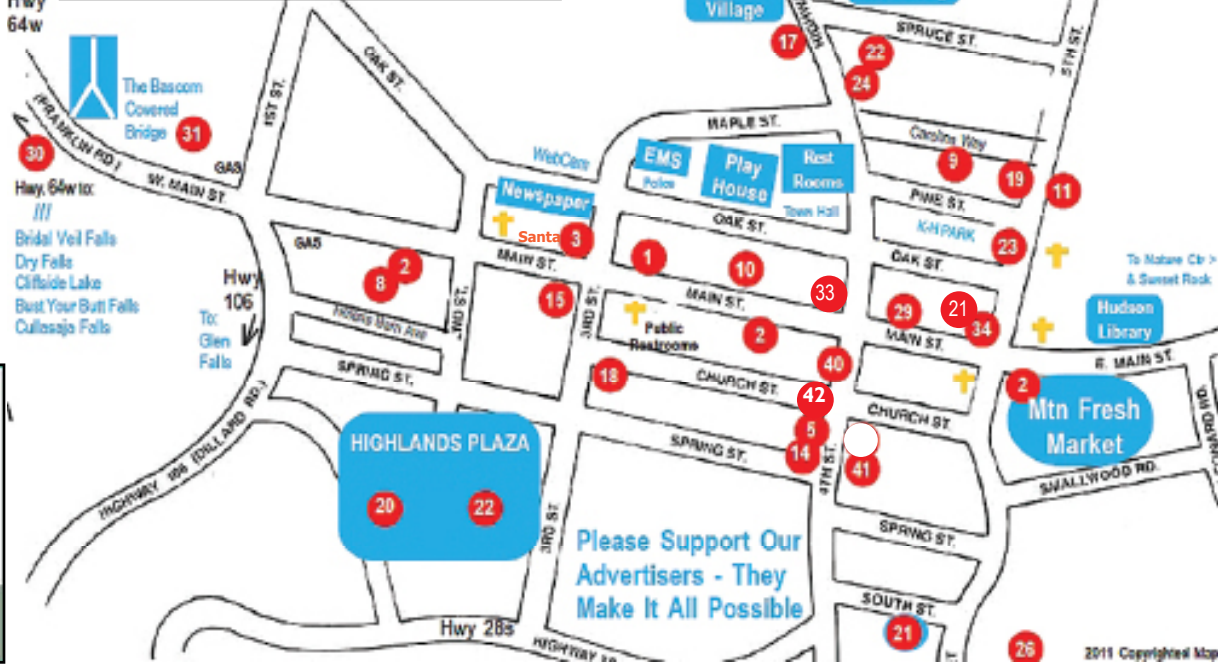 Hwy
64w
Village
17
SPRUCE ST.
5TH ST.
22
24
OAK ST.
1ST ST.
The Bascom
Covered
Bridge
31
(FRANKLIN RD.)
30
W. MAIN ST.
GAS
Hwy. 64w to:
///
Bridal Veil Falls
Dry Falls
Cliffside Lake
Bust Your Butt Falls
Cullasaja Falls
MAPLE ST.
Carolina Way
9
19
11
WebCam
EMS
Police
Play
House
Rest
Rooms
Town Hall
PINE ST.
K-H PARK
23
Newspaper
Santa
3
OAK ST.
OAK ST.
To Nature Ctr >
& Sunset Rock
GAS
2
8
MAIN ST.
1
10
33
29
21
34
Hudson
Library
Hwy
106
To:
Glen
Falls
2ND ST.
15
3RD ST.
MAIN ST.
Public
Restrooms
2
40
MAIN ST.
E. MAIN ST.
SPRING ST.
18
CHURCH ST.
42
CHURCH ST.
2
Mtn Fresh
Market
HIGHWAY 106 (DILLARD RD.)
HIGHLANDS PLAZA
20
22
SPRING ST.
5
14
4TH ST.
41
SMALLWOOD RD.
3RD ST
SPRING ST.
Please Support Our
Advertisers - They
Make It All Possible
SOUTH ST.
21
Hwy 28s
26
2011 Copyrighted Map